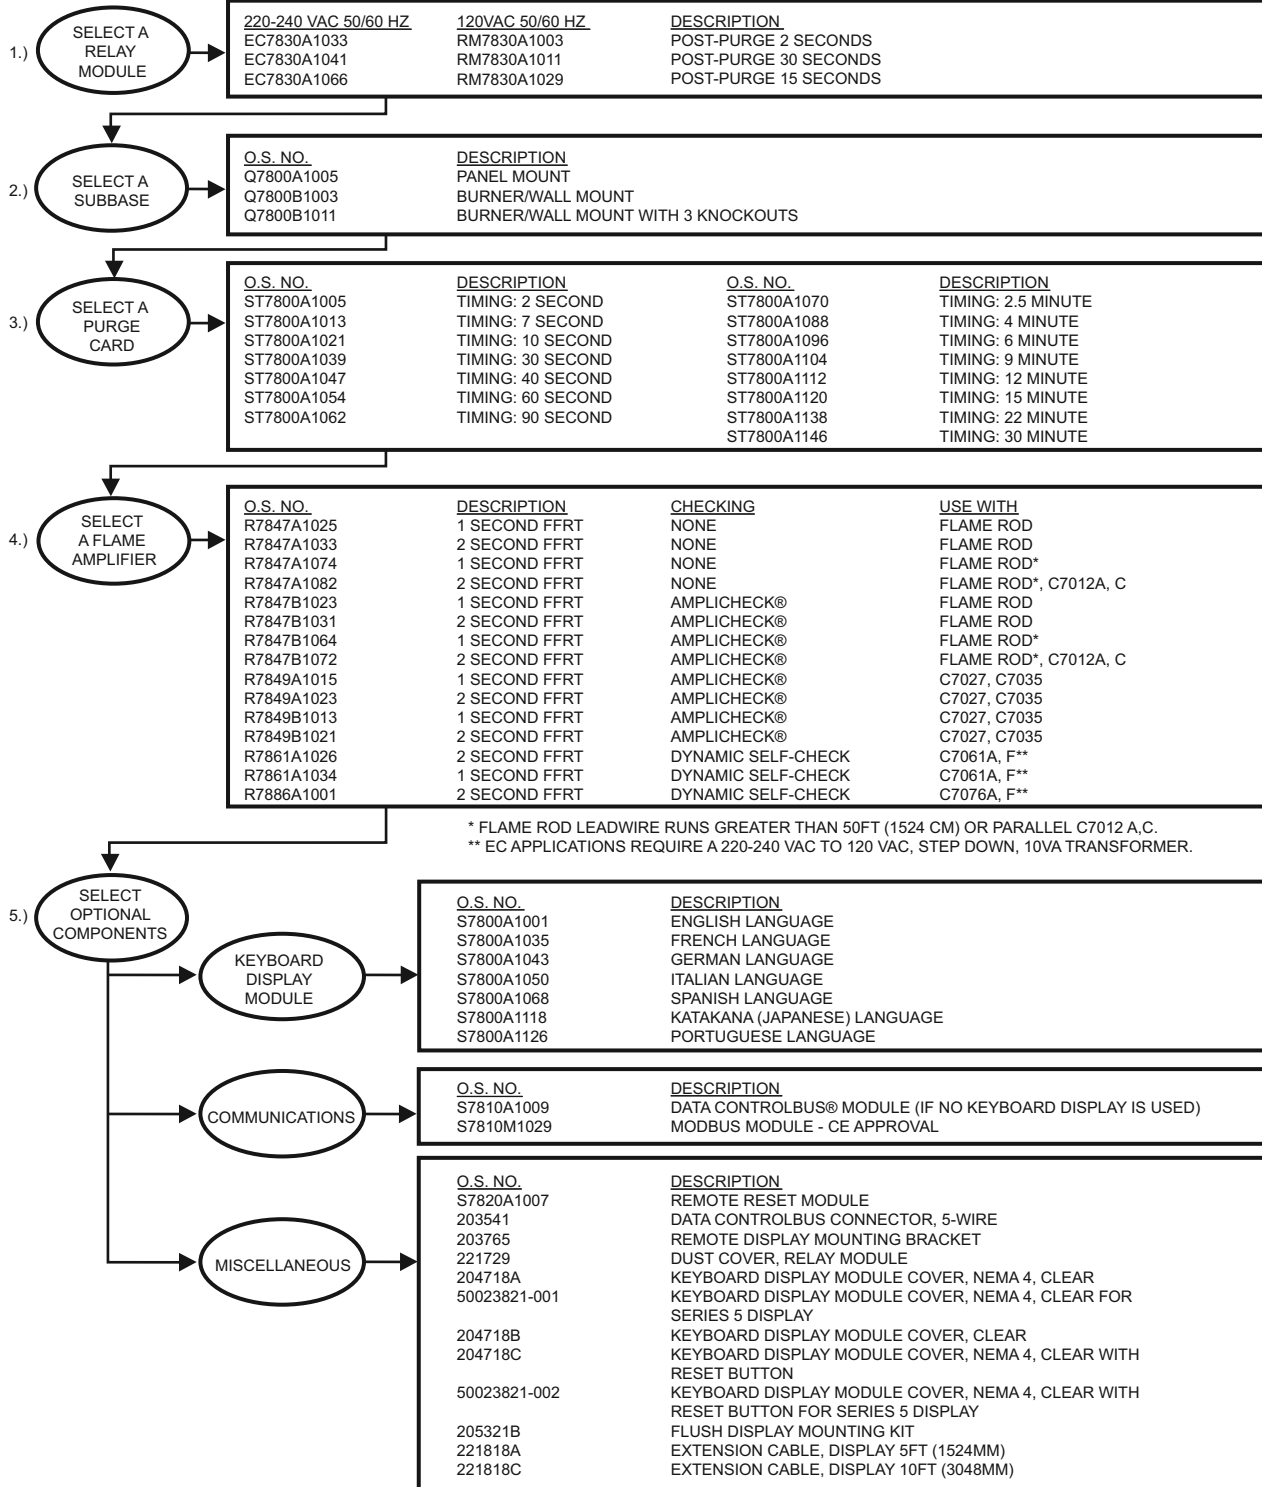 1.) SELECT A
RELAY
MODULE
220-240 VAC 50/60 HZ 120VAC 50/60 HZ DESCRIPTION
EC7830A1033 RM7830A1003 POST-PURGE 2 SECONDS
EC7830A1041 RM7830A1011 POST-PURGE 30 SECONDS
EC7830A1066 RM7830A1029 POST-PURGE 15 SECONDS
2.) SELECT A
SUBBASE
O.S. NO. DESCRIPTION
Q7800A1005 PANEL MOUNT
Q7800B1003 BURNER/WALL MOUNT
Q7800B1011 BURNER/WALL MOUNT WITH 3 KNOCKOUTS
3.) SELECT A
PURGE
CARD
O.S. NO. DESCRIPTION O.S. NO. DESCRIPTION
ST7800A1005 TIMING: 2 SECOND ST7800A1070 TIMING: 2.5 MINUTE
ST7800A1013 TIMING: 7 SECOND ST7800A1088 TIMING: 4 MINUTE
ST7800A1021 TIMING: 10 SECOND ST7800A1096 TIMING: 6 MINUTE
ST7800A1039 TIMING: 30 SECOND ST7800A1104 TIMING: 9 MINUTE
ST7800A1047 TIMING: 40 SECOND ST7800A1112 TIMING: 12 MINUTE
ST7800A1054 TIMING: 60 SECOND ST7800A1120 TIMING: 15 MINUTE
ST7800A1062 TIMING: 90 SECOND ST7800A1138 TIMING: 22 MINUTE
ST7800A1146 TIMING: 30 MINUTE
4.) SELECT
A FLAME
AMPLIFIER
O.S. NO. DESCRIPTION CHECKING USE WITH
R7847A1025 1 SECOND FFRT NONE FLAME ROD
R7847A1033 2 SECOND FFRT NONE FLAME ROD
R7847A1074 1 SECOND FFRT NONE FLAME ROD*
R7847A1082 2 SECOND FFRT NONE FLAME ROD*, C7012A, C
R7847B1023 1 SECOND FFRT AMPLICHECK® FLAME ROD
R7847B1031 2 SECOND FFRT AMPLICHECK® FLAME ROD
R7847B1064 1 SECOND FFRT AMPLICHECK® FLAME ROD*
R7847B1072 2 SECOND FFRT AMPLICHECK® FLAME ROD*, C7012A, C
R7849A1015 1 SECOND FFRT AMPLICHECK® C7027, C7035
R7849A1023 2 SECOND FFRT AMPLICHECK® C7027, C7035
R7849B1013 1 SECOND FFRT AMPLICHECK® C7027, C7035
R7849B1021 2 SECOND FFRT AMPLICHECK® C7027, C7035
R7861A1026 2 SECOND FFRT DYNAMIC SELF-CHECK C7061A, F**
R7861A1034 1 SECOND FFRT DYNAMIC SELF-CHECK C7061A, F**
R7886A1001 2 SECOND FFRT DYNAMIC SELF-CHECK C7076A, F**
* FLAME ROD LEADWIRE RUNS GREATER THAN 50FT (1524 CM) OR PARALLEL C7012 A,C.
** EC APPLICATIONS REQUIRE A 220-240 VAC TO 120 VAC, STEP DOWN, 10VA TRANSFORMER.
5.) SELECT
OPTIONAL
COMPONENTS
KEYBOARD
DISPLAY
MODULE
O.S. NO. DESCRIPTION
S7800A1001 ENGLISH LANGUAGE
S7800A1035 FRENCH LANGUAGE
S7800A1043 GERMAN LANGUAGE
S7800A1050 ITALIAN LANGUAGE
S7800A1068 SPANISH LANGUAGE
S7800A1118 KATAKANA (JAPANESE) LANGUAGE
S7800A1126 PORTUGUESE LANGUAGE
COMMUNICATIONS
O.S. NO. DESCRIPTION
S7810A1009 DATA CONTROLBUS® MODULE (IF NO KEYBOARD DISPLAY IS USED)
S7810M1029 MODBUS MODULE - CE APPROVAL
MISCELLANEOUS
O.S. NO. DESCRIPTION
S7820A1007 REMOTE RESET MODULE
203541 DATA CONTROLBUS CONNECTOR, 5-WIRE
203765 REMOTE DISPLAY MOUNTING BRACKET
221729 DUST COVER, RELAY MODULE
204718A KEYBOARD DISPLAY MODULE COVER, NEMA 4, CLEAR
50023821-001 KEYBOARD DISPLAY MODULE COVER, NEMA 4, CLEAR FOR
SERIES 5 DISPLAY
204718B KEYBOARD DISPLAY MODULE COVER, CLEAR
204718C KEYBOARD DISPLAY MODULE COVER, NEMA 4, CLEAR WITH
RESET BUTTON
50023821-002 KEYBOARD DISPLAY MODULE COVER, NEMA 4, CLEAR WITH
RESET BUTTON FOR SERIES 5 DISPLAY
205321B FLUSH DISPLAY MOUNTING KIT
221818A EXTENSION CABLE, DISPLAY 5FT (1524MM)
221818C EXTENSION CABLE, DISPLAY 10FT (3048MM)